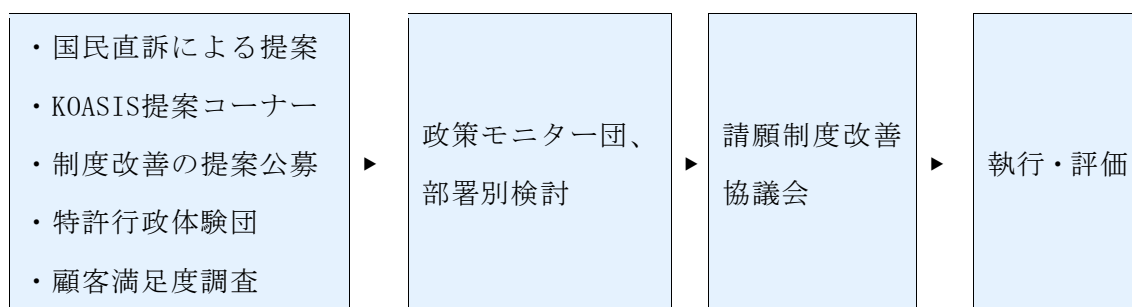 ・国民直訴による提案
・KOASIS提案コーナー
・制度改善の提案公募
・特許行政体験団
・顧客満足度調査
政策モニター団、
部署別検討
請願制度改善
協議会
執行・評価